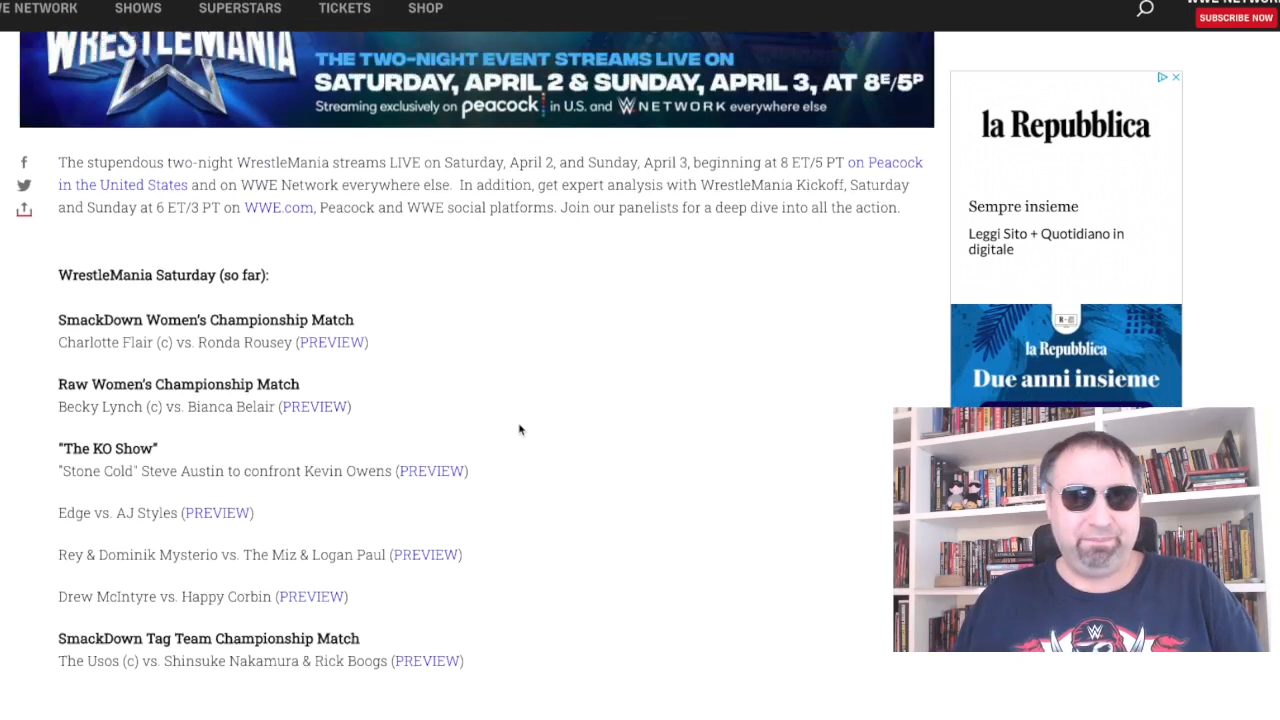 WE NETWORK SHOWS SUPERSTARS TICKETS SHOP
SUBSCRIBE NOW
WRESTLEMANIA
THE TWO-NIGHT EVENT STREAMS LIVE ON
SATURDAY, APRIL 2 & SUNDAY, APRIL 3, AT 8E/5P
Streaming exclusively on peacock in U.S. and W NETWORK everywhere else
The stupendous two-night WrestleMania streams LIVE on Saturday, April 2, and Sunday, April 3, beginning at 8 ET/5 PT on Peacock
in the United States and on WWE Network everywhere else. In addition, get expert analysis with WrestleMania Kickoff, Saturday
and Sunday at 6 ET/3 PT on WWE.com, Peacock and WWE social platforms. Join our panelists for a deep dive into all the action.
WrestleMania Saturday (so far):
SmackDown Women's Championship Match
Charlotte Flair (c) vs. Ronda Rousey (PREVIEW)
Raw Women's Championship Match
Becky Lynch (c) vs. Bianca Belair (PREVIEW)
"The KO Show"
"Stone Cold" Steve Austin to confront Kevin Owens (PREVIEW)
Edge vs. AJ Styles (PREVIEW)
Rey & Dominik Mysterio vs. The Miz & Logan Paul (PREVIEW)
Drew McIntyre vs. Happy Corbin (PREVIEW)
SmackDown Tag Team Championship Match
The Usos (c) vs. Shinsuke Nakamura & Rick Boogs (PREVIEW)
la Repubblica
Sempre insieme
Leggi Sito + Quotidiano in
digitale
la Repubblica
Due anni insieme